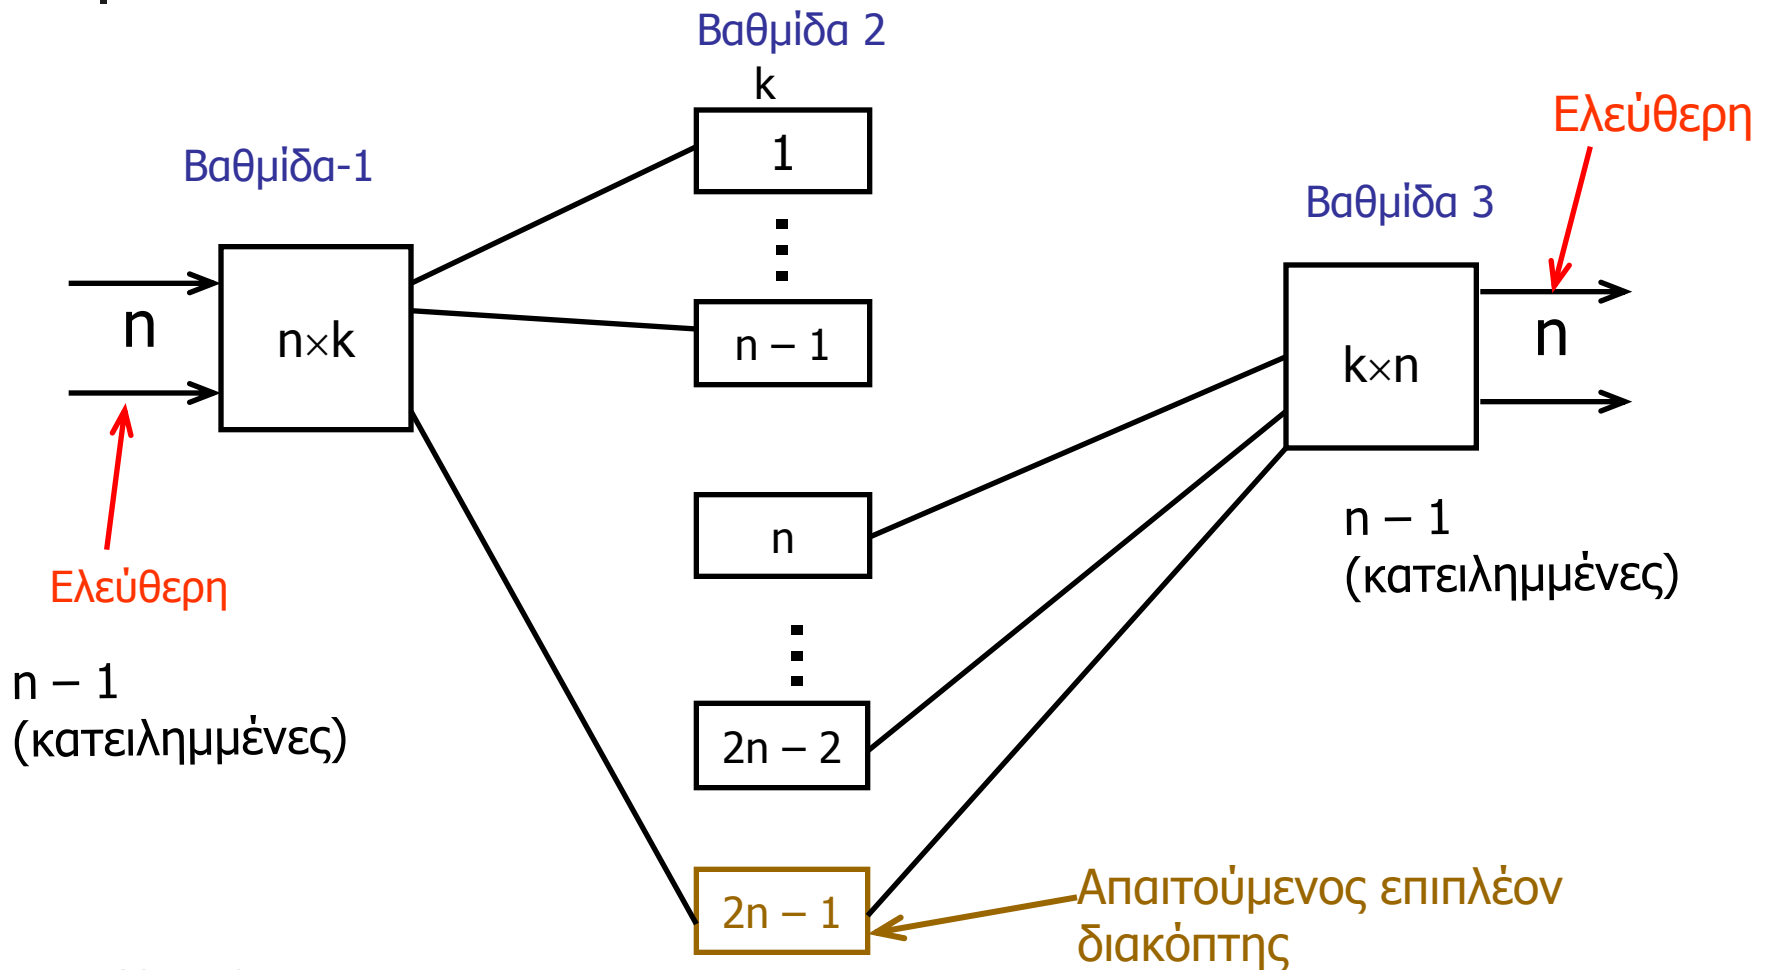 Βαθμίδα 2
k
1
Βαθμίδα-1
Ελεύθερη
Βαθμίδα 3
n
n×k
n – 1
k×n
n
n
n – 1
(κατειλημμένες)
Ελεύθερη
n – 1
(κατειλημμένες)
2n – 2
2n – 1
Απαιτούμενος επιπλέον
διακόπτης